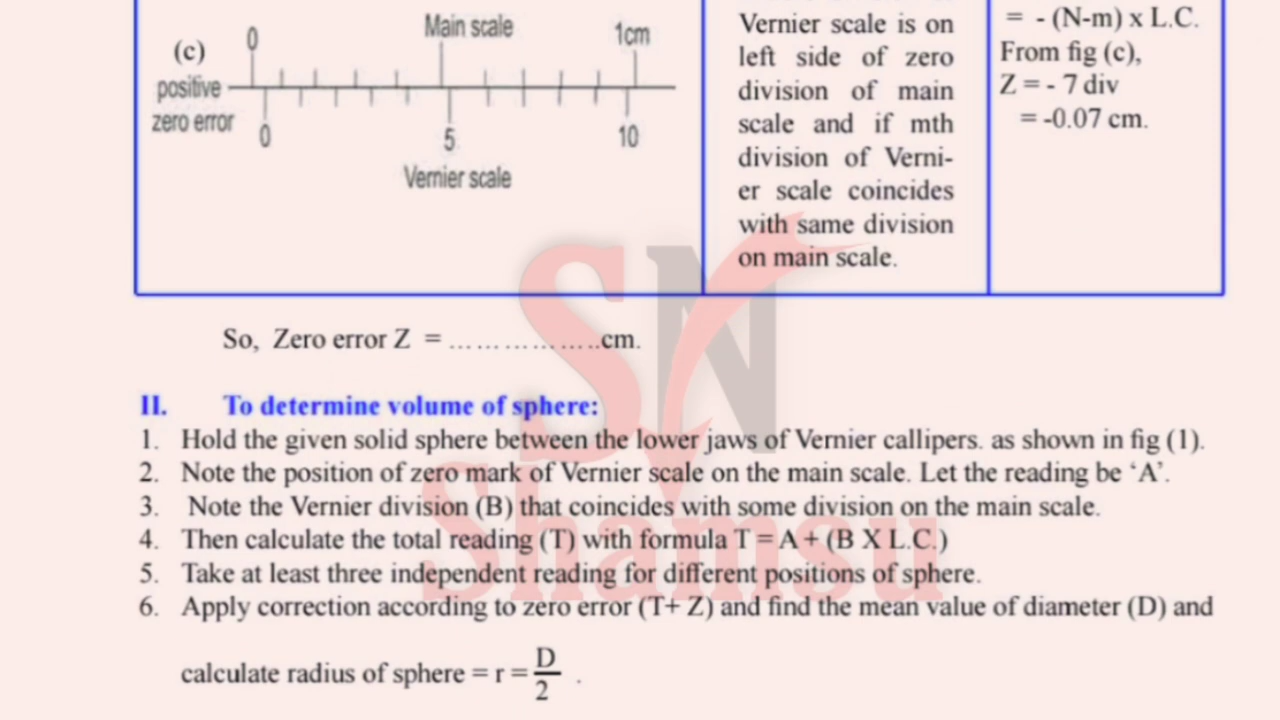 Main scale
0
1cm
(c)
positive
zero error
0
5
10
Vernier scale
Vernier scale is on
left side of zero
division of main
scale and if mth
division of Verni-
er scale coincides
with same division
on main scale.
= - (N-m) x L.C.
From fig (c),
Z = - 7 div
= -0.07 cm.
So, Zero error Z = ....................cm.
II. To determine volume of sphere:
1. Hold the given solid sphere between the lower jaws of Vernier callipers. as shown in fig (1).
2. Note the position of zero mark of Vernier scale on the main scale. Let the reading be ‘A’.
3. Note the Vernier division (B) that coincides with some division on the main scale.
4. Then calculate the total reading (T) with formula T = A + (B X L.C.)
5. Take at least three independent reading for different positions of sphere.
6. Apply correction according to zero error (T+ Z) and find the mean value of diameter (D) and
calculate radius of sphere = r = D/2 .
SN
Shamsu